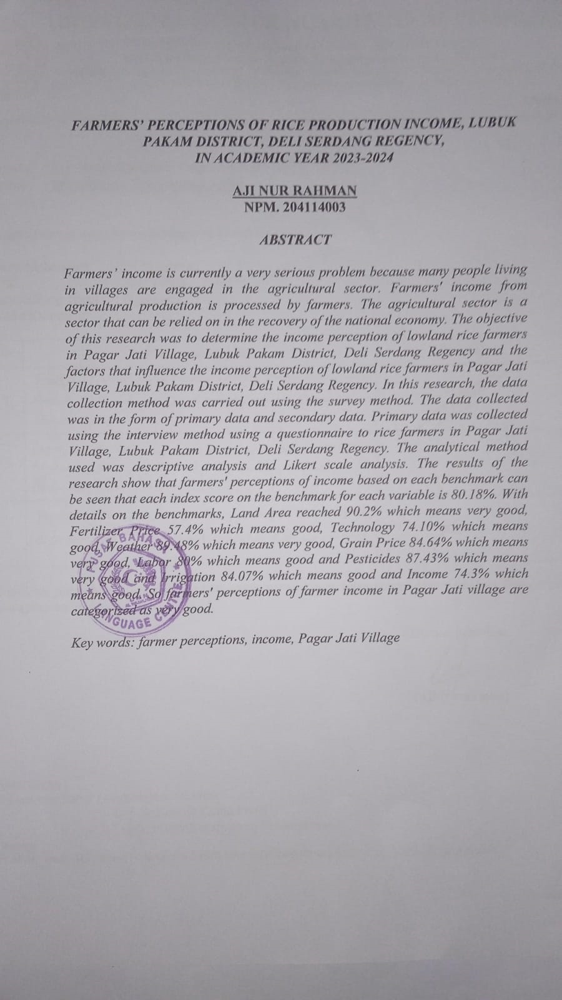 FARMERS' PERCEPTIONS OF RICE PRODUCTION INCOME, LUBUK
PAKAM DISTRICT, DELI SERDANG REGENCY,
IN ACADEMIC YEAR 2023-2024
AJI NUR RAHMAN
NPM. 204114003
ABSTRACT
Farmers' income is currently a very serious problem because many people living
in villages are engaged in the agricultural sector. Farmers' income from
agricultural production is processed by farmers. The agricultural sector is a
sector that can be relied on in the recovery of the national economy. The objective
of this research was to determine the income perception of lowland rice farmers
in Pagar Jati Village, Lubuk Pakam District, Deli Serdang Regency and the
factors that influence the income perception of lowland rice farmers in Pagar Jati
Village, Lubuk Pakam District, Deli Serdang Regency. In this research, the data
collection method was carried out using the survey method. The data collected
was in the form of primary data and secondary data. Primary data was collected
using the interview method using a questionnaire to rice farmers in Pagar Jati
Village, Lubuk Pakam District, Deli Serdang Regency. The analytical method
used was descriptive analysis and Likert scale analysis. The results of the
research show that farmers' perceptions of income based on each benchmark can
be seen that each index score on the benchmark for each variable is 80.18%. With
details on the benchmarks, Land Area reached 90.2% which means very good,
Fertilizer Price 57.4% which means good, Technology 74.10% which means
good, Weather 89.48% which means very good, Grain Price 84.64% which means
very good, Labor 80% which means good and Pesticides 87.43% which means
very good and Irrigation 84.07% which means good and Income 74.3% which
means good. So farmers' perceptions of farmer income in Pagar Jati village are
categorized as very good.
Key words: farmer perceptions, income, Pagar Jati Village
PUSAT BAHASA
LANGUAGE CENTRE